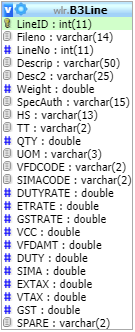 v wlr.B3Line
LineID : int(11)
Fileno : varchar(14)
LineNo : int(11)
Descrip : varchar(50)
Desc2 : varchar(25)
# Weight : double
SpecAuth : varchar(15)
HS : varchar(13)
TT : varchar(2)
# QTY : double
UOM : varchar(3)
VFDCODE : varchar(2)
SIMACODE : varchar(2)
# DUTYRATE : double
# ETRATE : double
# GSTRATE : double
# VCC : double
# VFDAMT : double
# DUTY : double
# SIMA : double
# EXTAX : double
# VTAX : double
# GST : double
SPARE : varchar(2)